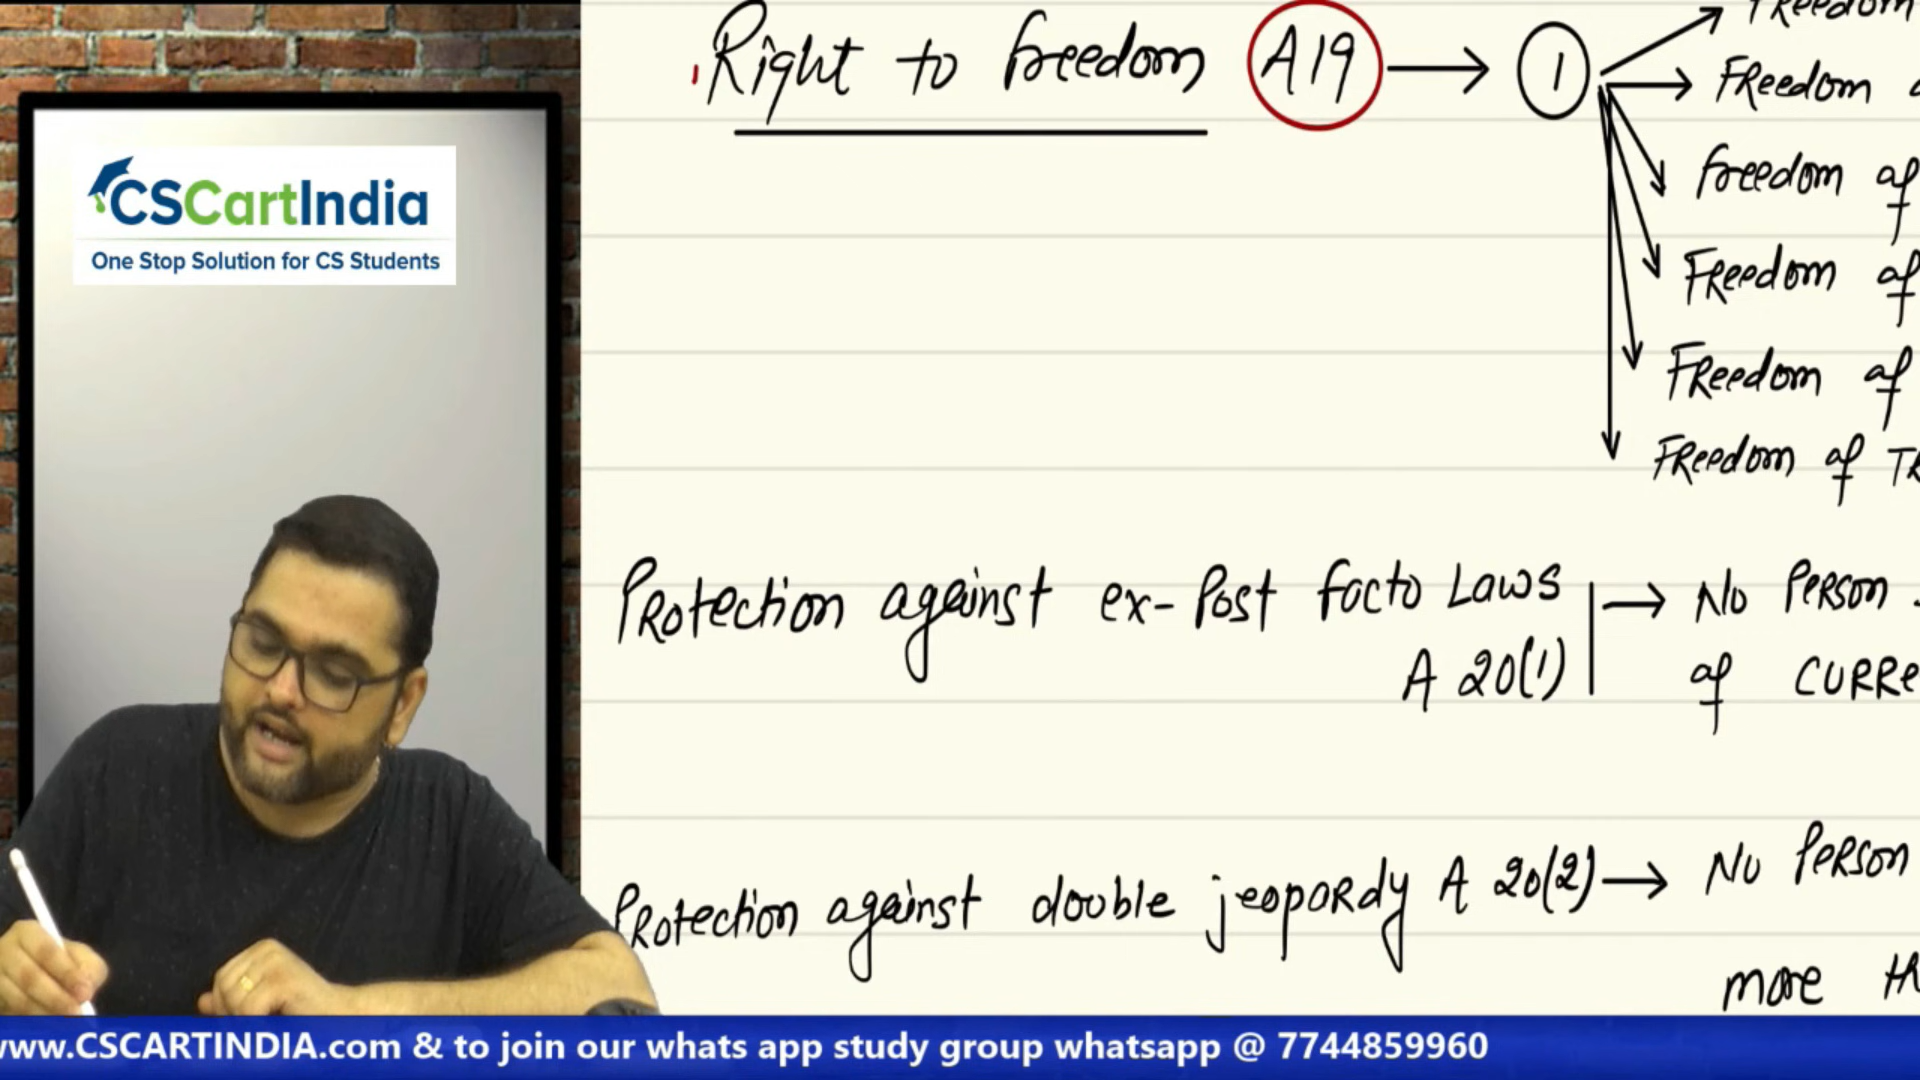 CSCartIndia
One Stop Solution for CS Students
Right to freedom A19 → 1
Freedom
Freedom
Freedom of
Freedom of
Freedom of
Freedom of
Protection against ex-Post facto Laws
A 20(1)
No Person
of CURRE
Protection against double jeopardy A 20(2) → No Person
more th
www.CSCARTINDIA.com & to join our whats app study group whatsapp @ 7744859960